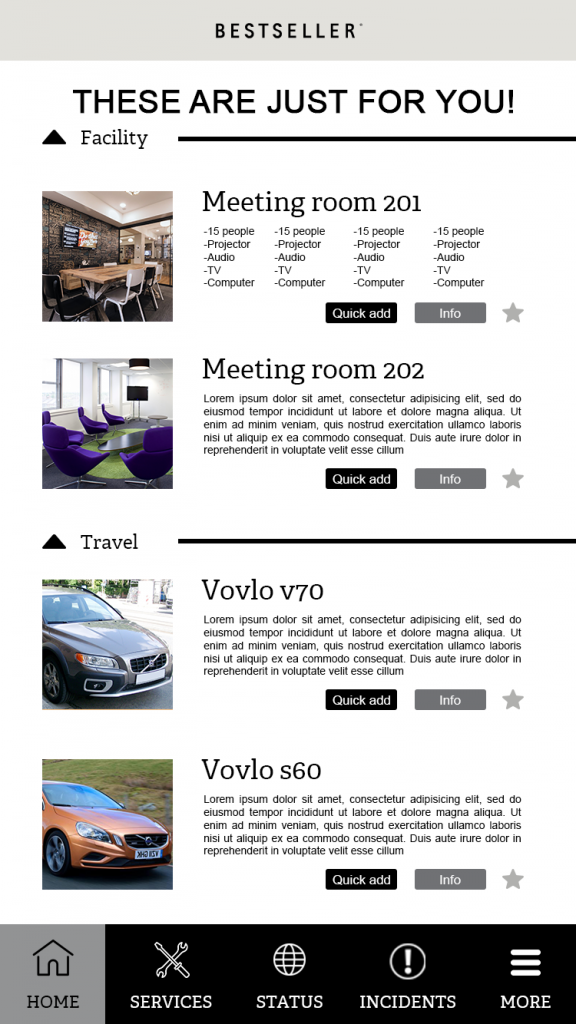 BESTSELLER
THESE ARE JUST FOR YOU!
Facility
Meeting room 201
-15 people -15 people -15 people -15 people
-Projector -Projector -Projector -Projector
-Audio -Audio -Audio -Audio
-TV -TV -TV -TV
-Computer -Computer -Computer -Computer
Quick add Info
Meeting room 202
Lorem ipsum dolor sit amet, consectetur adipisicing elit, sed do
eiusmod tempor incididunt ut labore et dolore magna aliqua. Ut
enim ad minim veniam, quis nostrud exercitation ullamco laboris
nisi ut aliquip ex ea commodo consequat. Duis aute irure dolor in
reprehenderit in voluptate velit esse cillum
Quick add Info
Travel
Vovlo v70
Lorem ipsum dolor sit amet, consectetur adipisicing elit, sed do
eiusmod tempor incididunt ut labore et dolore magna aliqua. Ut
enim ad minim veniam, quis nostrud exercitation ullamco laboris
nisi ut aliquip ex ea commodo consequat. Duis aute irure dolor in
reprehenderit in voluptate velit esse cillum
Quick add Info
Vovlo s60
Lorem ipsum dolor sit amet, consectetur adipisicing elit, sed do
eiusmod tempor incididunt ut labore et dolore magna aliqua. Ut
enim ad minim veniam, quis nostrud exercitation ullamco laboris
nisi ut aliquip ex ea commodo consequat. Duis aute irure dolor in
reprehenderit in voluptate velit esse cillum
Quick add Info
HOME SERVICES STATUS INCIDENTS MORE